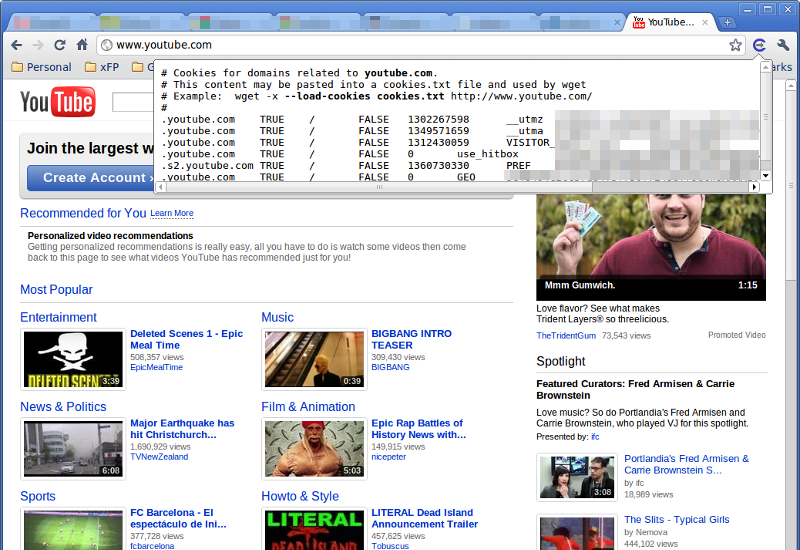 YouTube...
www.youtube.com
Personal
xFP
# Cookies for domains related to youtube.com.
# This content may be pasted into a cookies.txt file and used by wget
# Example: wget -x --load-cookies cookies.txt http://www.youtube.com/
#
.youtube.com TRUE / FALSE 1302267598 __utmz
.youtube.com TRUE / FALSE 1349571659 __utma
.youtube.com TRUE / FALSE 1312430059 VISITOR_
.youtube.com TRUE / FALSE 0 use_hitbox
.s2.youtube.com TRUE / FALSE 1360730330 PREF
.youtube.com TRUE / FALSE 0 GEO
YouTube
Join the largest w
Create Account ›
Recommended for You Learn More
Personalized video recommendations
Getting personalized recommendations is really easy, all you have to do is watch some videos then come
back to this page to see what videos YouTube has recommended just for you!
Most Popular
Entertainment
DELETED SCENES
3:39
Deleted Scenes 1 - Epic
Meal Time
508,357 views
EpicMealTime
Music
0:39
BIGBANG INTRO
TEASER
309,430 views
BIGBANG
News & Politics
6:08
Major Earthquake has
hit Christchurch...
1,690,929 views
TVNewZealand
Film & Animation
5:03
Epic Rap Battles of
History News with...
149,915 views
nicepeter
Sports
FC Barcelona - El
espectáculo de Ini...
377,728 views
fcbarcelona
Howto & Style
LITERAL
DEAD ISLAND
LITERAL Dead Island
Announcement Trailer
457,625 views
Tobuscus
Mmm Gumwich. 1:15
Love flavor? See what makes
Trident Layers® so threelicious.
TheTridentGum 73,543 views Promoted Video
Spotlight
Featured Curators: Fred Armisen & Carrie
Brownstein
Love music? So do Portlandia's Fred Armisen and
Carrie Brownstein, who played VJ for this spotlight.
Presented by: ifc
3:08
Portlandia's Fred Armisen &
Carrie Brownstein S...
by ifc
18,989 views
The Slits - Typical Girls
by Nemova
444,102 views